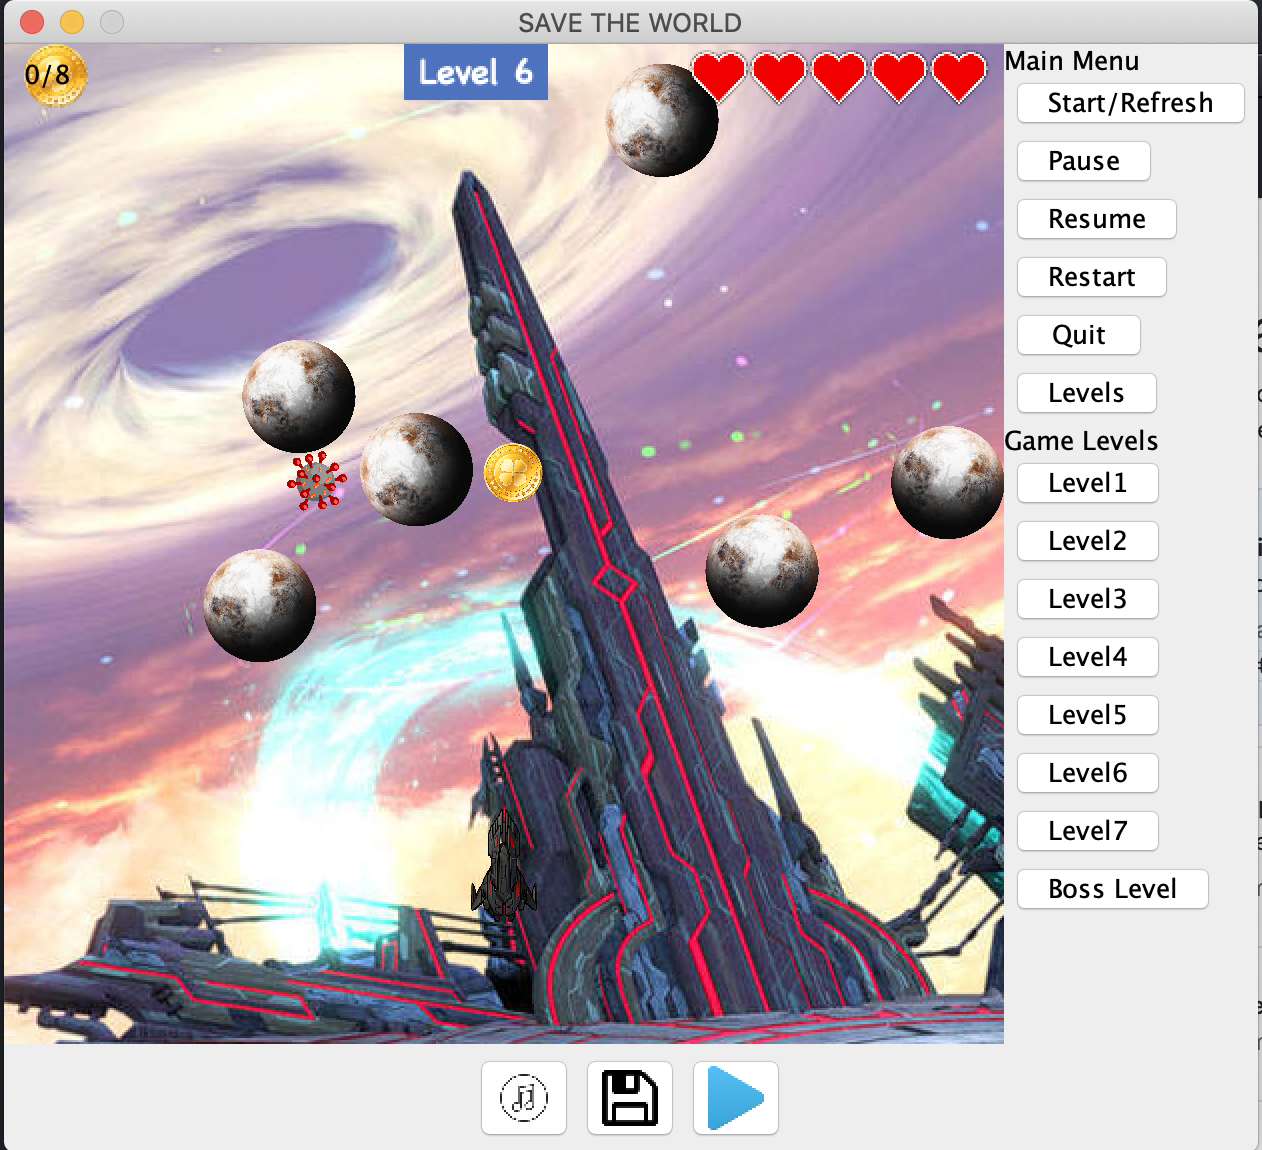 SAVE THE WORLD
0/8
Level 6
Main Menu
Start/Refresh
Pause
Resume
Restart
Quit
Levels
Game Levels
Level1
Level2
Level3
Level4
Level5
Level6
Level7
Boss Level